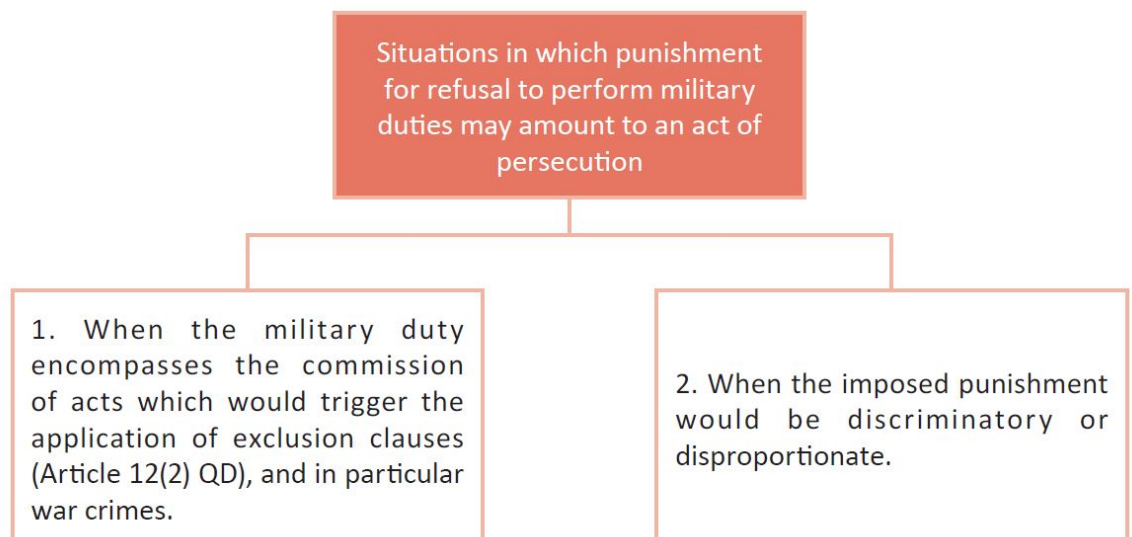 Situations in which punishment
for refusal to perform military
duties may amount to an act of
persecution
1. When the military duty
encompasses the commission
of acts which would trigger the
application of exclusion clauses
(Article 12(2) QD), and in particular
war crimes.
2. When the imposed punishment
would be discriminatory or
disproportionate.